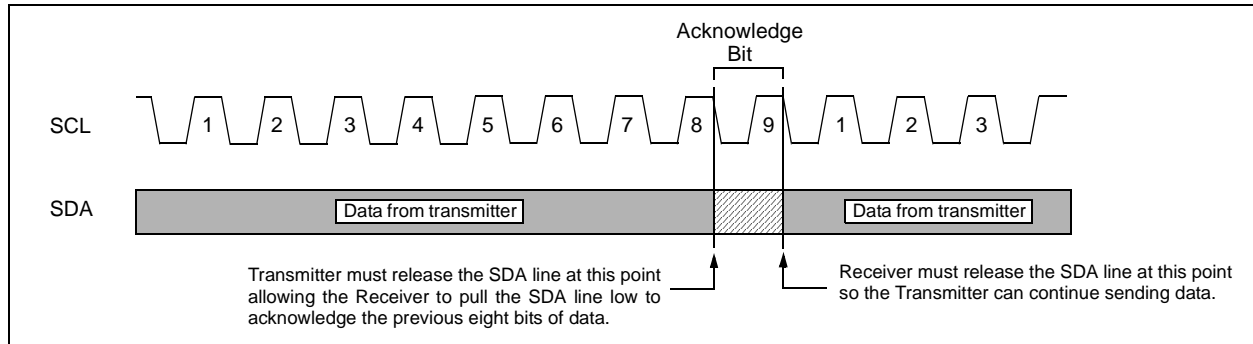 Acknowledge
Bit
SCL
1 2 3 4 5 6 7 8 9 1 2 3
SDA
Data from transmitter
Data from transmitter
Transmitter must release the SDA line at this point
allowing the Receiver to pull the SDA line low to
acknowledge the previous eight bits of data.
Receiver must release the SDA line at this point
so the Transmitter can continue sending data.